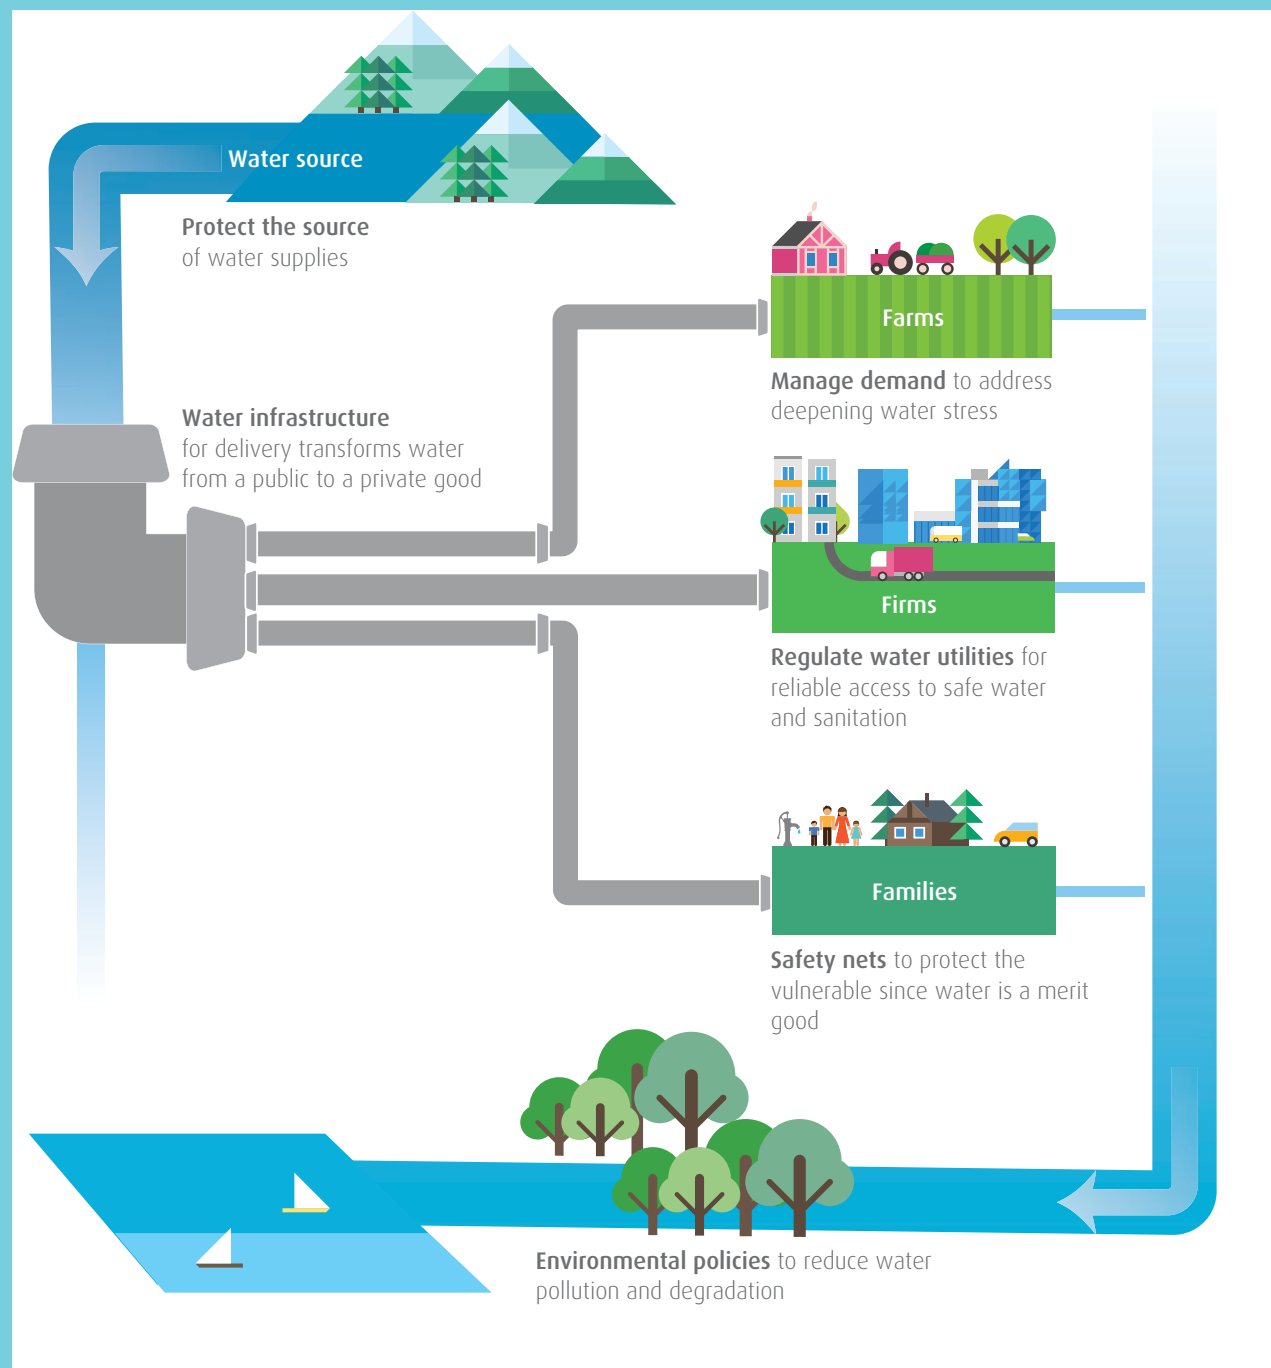 Water source
Protect the source
of water supplies
Water infrastructure
for delivery transforms water
from a public to a private good
Farms
Manage demand to address
deepening water stress
Firms
Regulate water utilities for
reliable access to safe water
and sanitation
Families
Safety nets to protect the
vulnerable since water is a merit
good
Environmental policies to reduce water
pollution and degradation